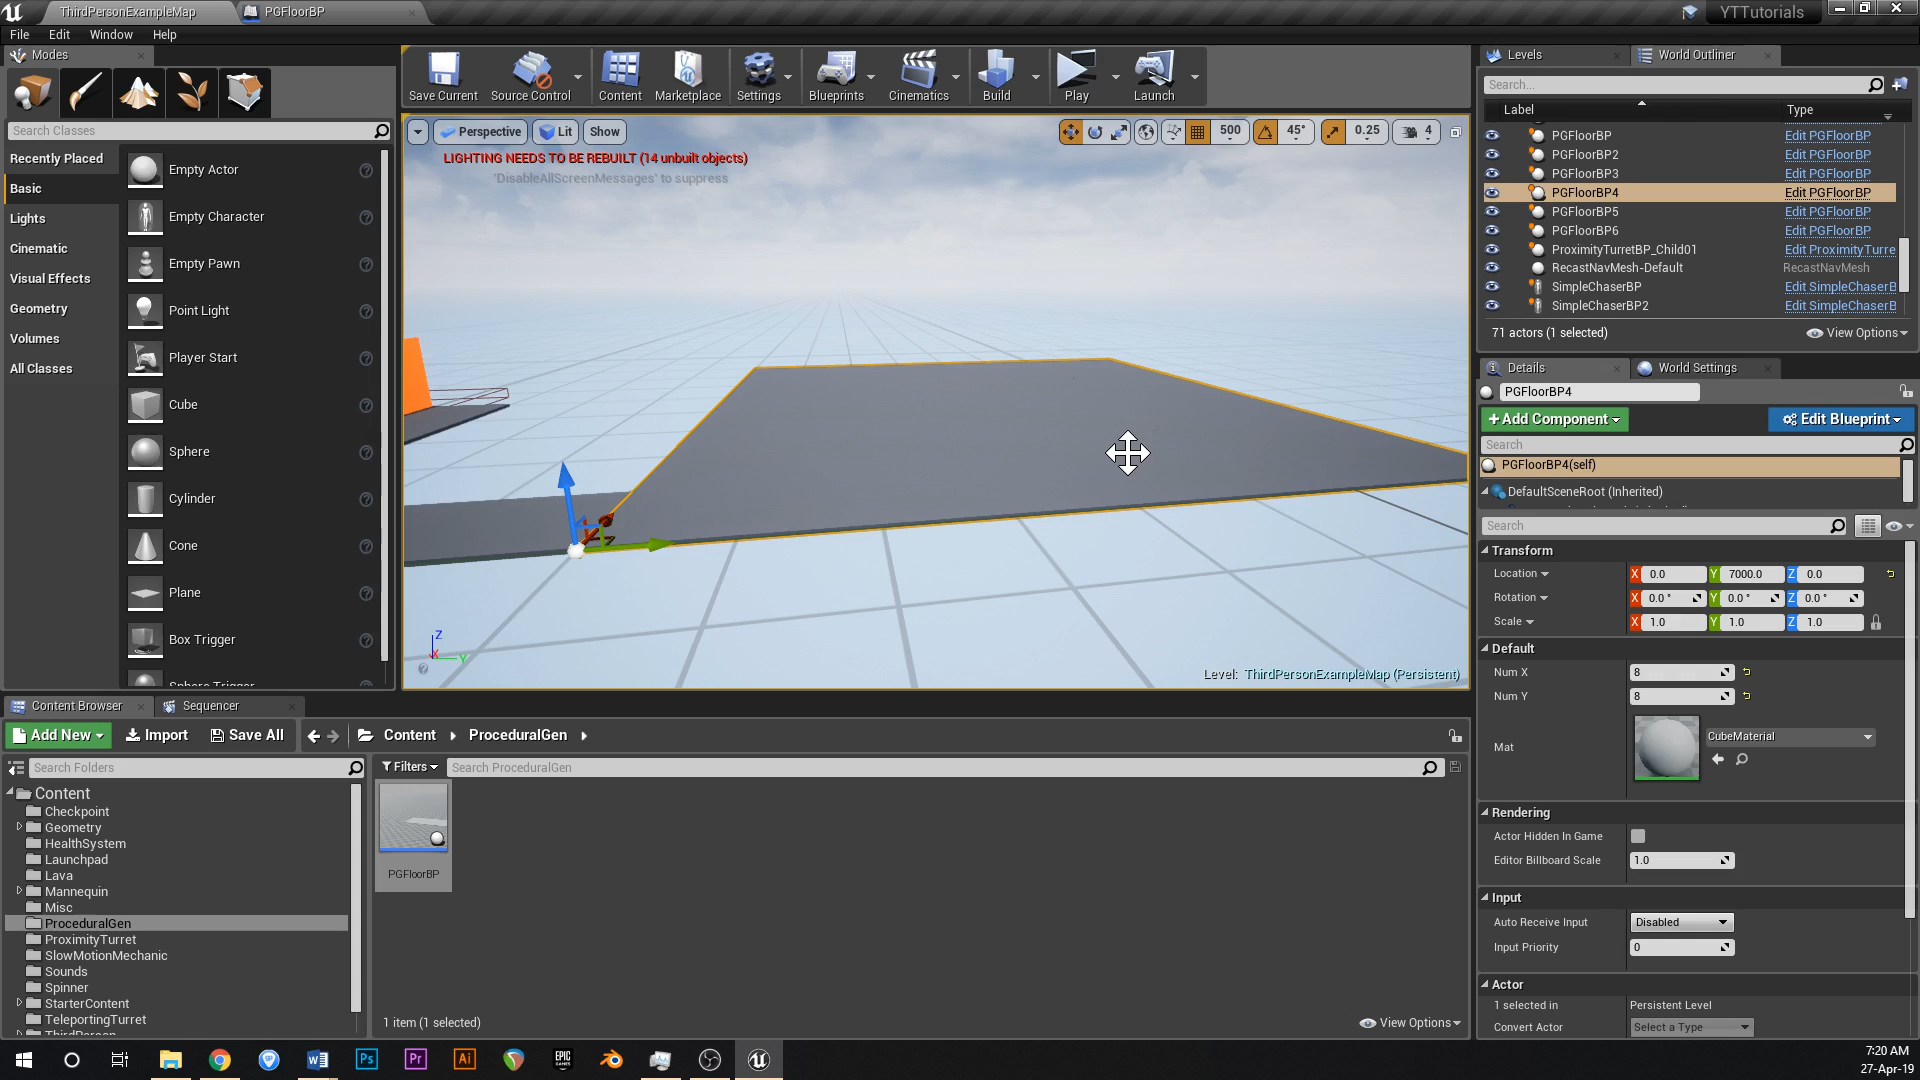 ThirdPersonExampleMap
PGFloorBP
YTTutorials
File Edit Window Help
Modes
Search Classes
Recently Placed
Basic
Lights
Cinematic
Visual Effects
Geometry
Volumes
All Classes
Empty Actor
Empty Character
Empty Pawn
Point Light
Player Start
Cube
Sphere
Cylinder
Cone
Plane
Box Trigger
Sphere Trigger
Save Current Source Control Content Marketplace Settings Blueprints Cinematics Build Play Launch
Perspective Lit Show
500 45° 0.25 4
LIGHTING NEEDS TO BE REBUILT (14 unbuilt objects)
'DisableAllScreenMessages' to suppress
Z
X Y
Level: ThirdPersonExampleMap (Persistent)
Levels World Outliner
Search...
Label Type
PGFloorBP Edit PGFloorBP
PGFloorBP2 Edit PGFloorBP
PGFloorBP3 Edit PGFloorBP
PGFloorBP4 Edit PGFloorBP
PGFloorBP5 Edit PGFloorBP
PGFloorBP6 Edit PGFloorBP
ProximityTurretBP_Child01 Edit ProximityTurre
RecastNavMesh-Default RecastNavMesh
SimpleChaserBP Edit SimpleChaserB
SimpleChaserBP2 Edit SimpleChaserB
71 actors (1 selected) View Options
Details World Settings
PGFloorBP4
+Add Component Edit Blueprint
Search
PGFloorBP4(self)
DefaultSceneRoot (Inherited)
Search
Transform
Location X 0.0 Y 7000.0 Z 0.0
Rotation X 0.0 ° Y 0.0 ° Z 0.0 °
Scale X 1.0 Y 1.0 Z 1.0
Default
Num X 8
Num Y 8
Mat CubeMaterial
Rendering
Actor Hidden In Game
Editor Billboard Scale 1.0
Input
Auto Receive Input Disabled
Input Priority 0
Actor
1 selected in Persistent Level
Convert Actor Select a Type
Content Browser Sequencer
Add New Import Save All Content ProceduralGen
Search Folders
Filters Search ProceduralGen
Content
Checkpoint
Geometry
HealthSystem
Launchpad
Lava
Mannequin
Misc
ProceduralGen
ProximityTurret
SlowMotionMechanic
Sounds
Spinner
StarterContent
TeleportingTurret
ThirdPerson
PGFloorBP
1 item (1 selected) View Options
Ps Pr Ai
EPIC
GAMES
7:20 AM
27-Apr-19